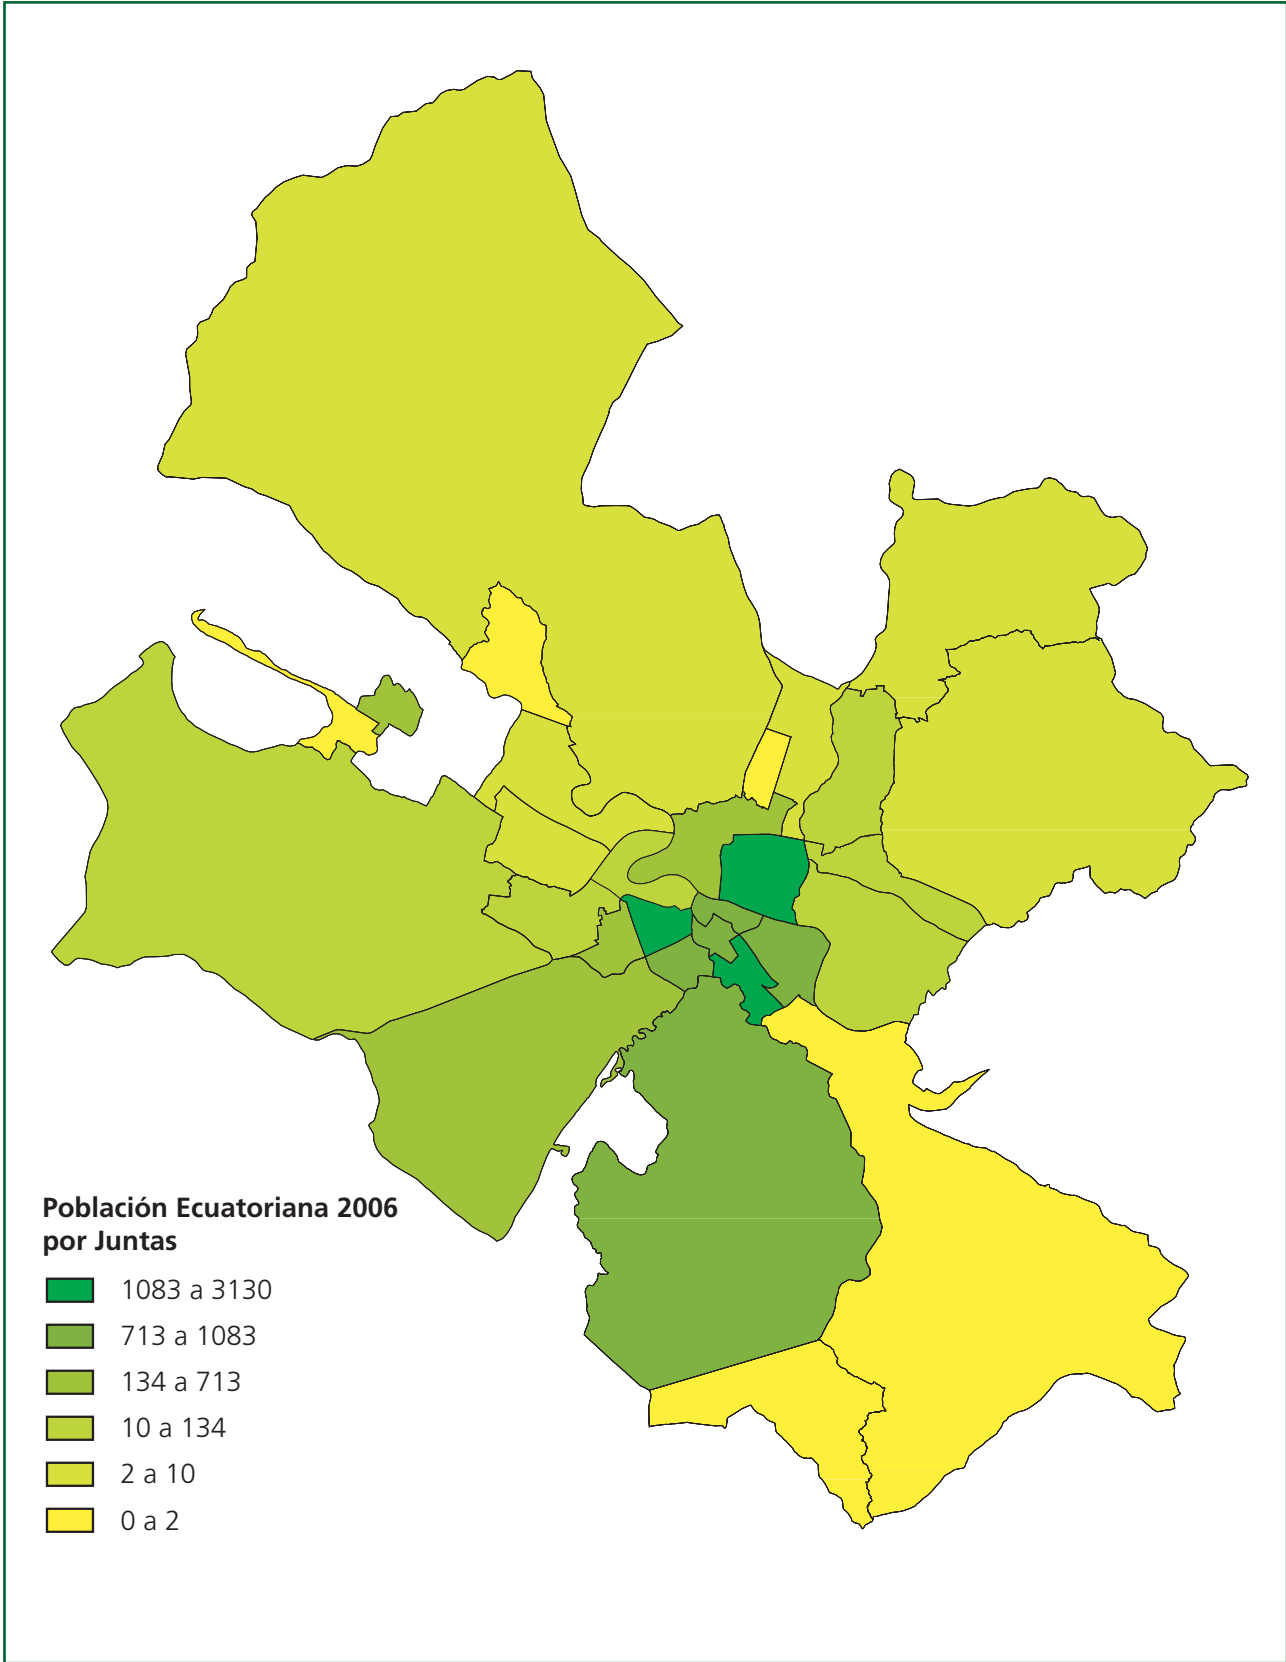 Población Ecuatoriana 2006
por Juntas
1083 a 3130
713 a 1083
134 a 713
10 a 134
2 a 10
0 a 2